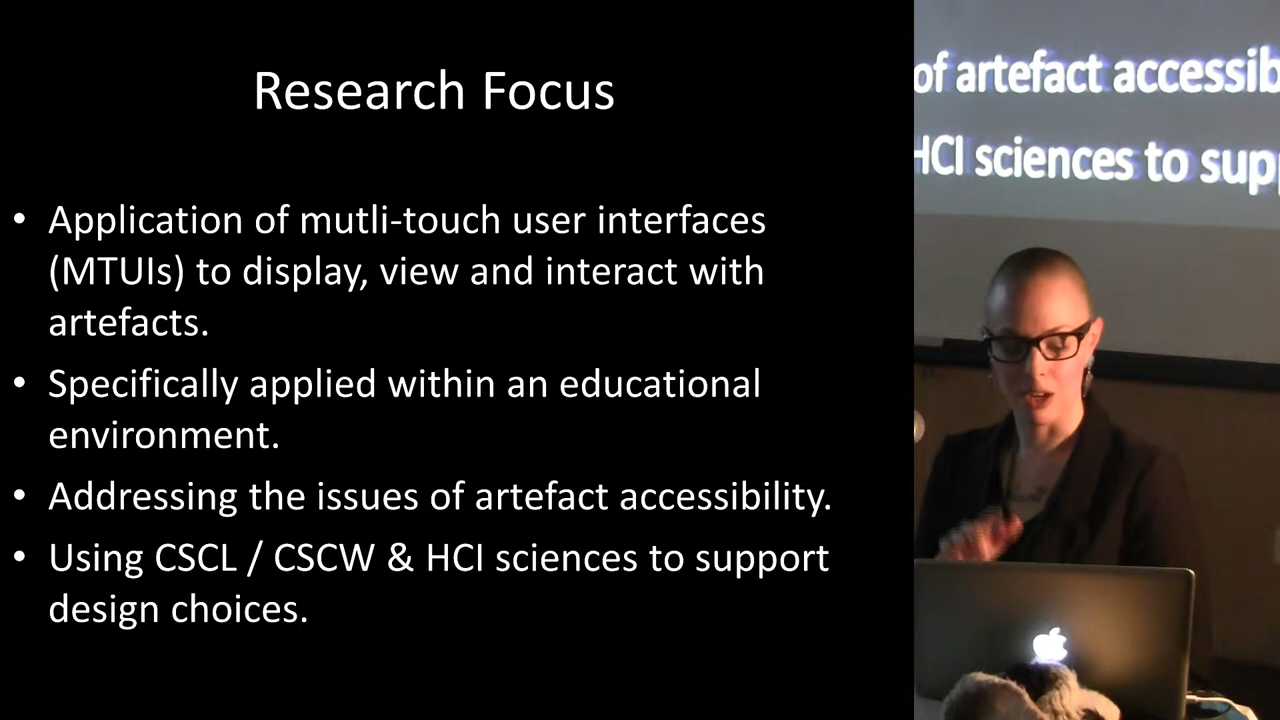 Research Focus
• Application of mutli-touch user interfaces
(MTUIs) to display, view and interact with
artefacts.
• Specifically applied within an educational
environment.
• Addressing the issues of artefact accessibility.
• Using CSCL / CSCW & HCI sciences to support
design choices.
of artefact accessib
HCI sciences to supp